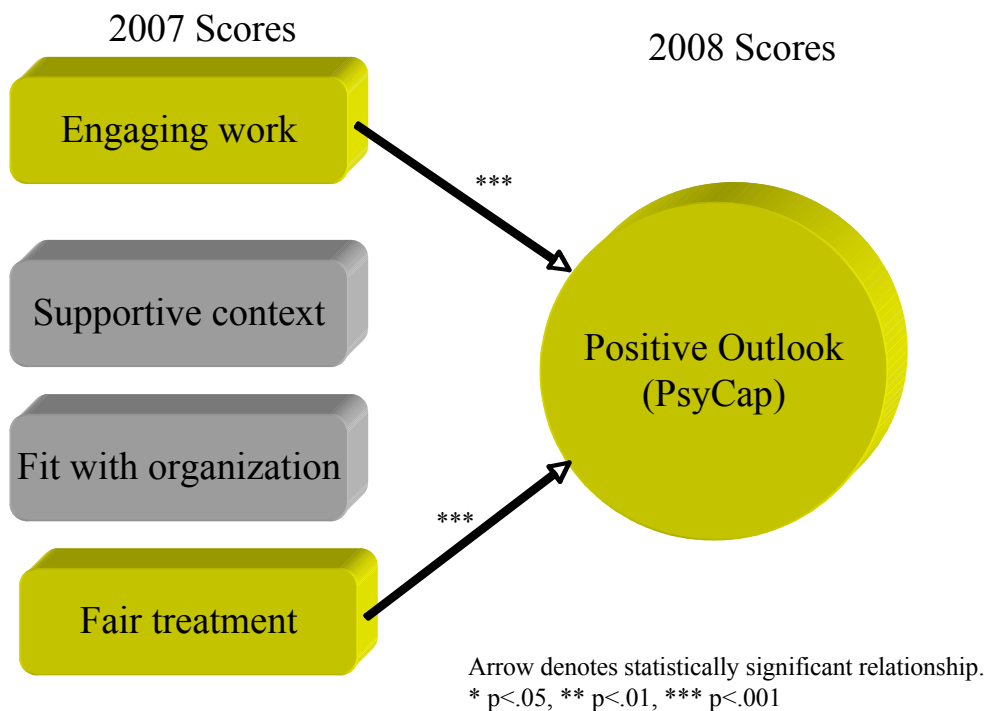 2007 Scores
2008 Scores
Engaging work
***
Supportive context
Positive Outlook
(PsyCap)
Fit with organization
***
Fair treatment
Arrow denotes statistically significant relationship.
* p<.05, ** p<.01, *** p<.001